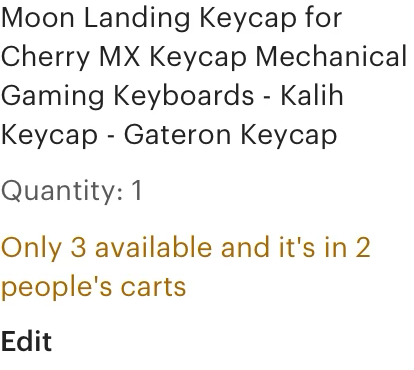 Moon Landing Keycap for
Cherry MX Keycap Mechanical
Gaming Keyboards - Kalih
Keycap - Gateron Keycap
Quantity: 1
Only 3 available and it's in 2
people's carts
Edit